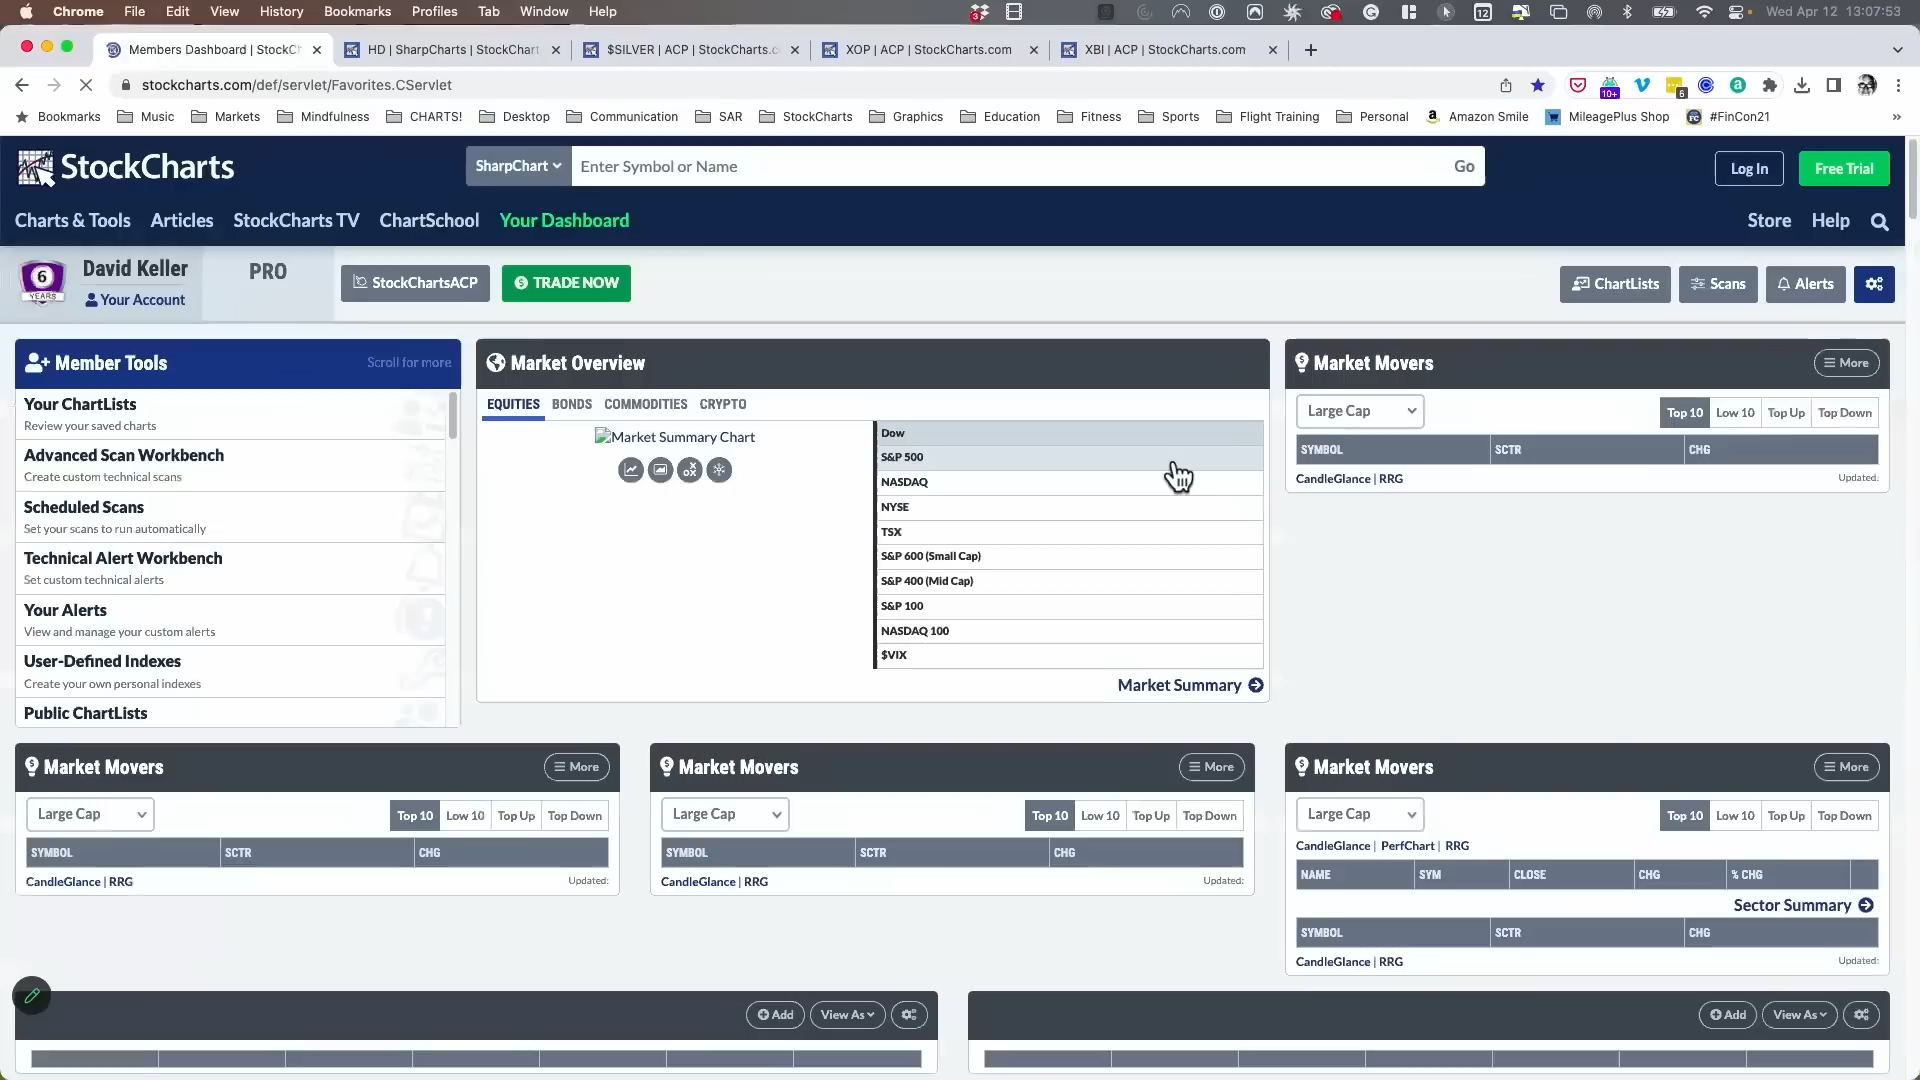 Chrome File Edit View History Bookmarks Profiles Tab Window Help 3 12 Wed Apr 12 13:07:53
Members Dashboard | StockCh HD | SharpCharts | StockChart $SILVER | ACP | StockCharts.c XOP | ACP | StockCharts.com XBI | ACP | StockCharts.com
stockcharts.com/def/servlet/Favorites.CServlet 10+ 6
Bookmarks Music Markets Mindfulness CHARTS! Desktop Communication SAR StockCharts Graphics Education Fitness Sports Flight Training Personal Amazon Smile MileagePlus Shop #FinCon21 »
StockCharts SharpChart Enter Symbol or Name Go Log In Free Trial
Charts & Tools Articles StockCharts TV ChartSchool Your Dashboard Store Help
6 YEARS David Keller Your Account PRO StockChartsACP TRADE NOW ChartLists Scans Alerts
Member Tools Scroll for more
Your ChartLists
Review your saved charts
Advanced Scan Workbench
Create custom technical scans
Scheduled Scans
Set your scans to run automatically
Technical Alert Workbench
Set custom technical alerts
Your Alerts
View and manage your custom alerts
User-Defined Indexes
Create your own personal indexes
Public ChartLists
Market Overview
EQUITIES BONDS COMMODITIES CRYPTO
Market Summary Chart
Dow
S&P 500
NASDAQ
NYSE
TSX
S&P 600 (Small Cap)
S&P 400 (Mid Cap)
S&P 100
NASDAQ 100
$VIX
Market Summary
Market Movers More
Large Cap Top 10 Low 10 Top Up Top Down
SYMBOL SCTR CHG
CandleGlance | RRG Updated:
Market Movers More
Large Cap Top 10 Low 10 Top Up Top Down
SYMBOL SCTR CHG
CandleGlance | RRG Updated:
Market Movers More
Large Cap Top 10 Low 10 Top Up Top Down
SYMBOL SCTR CHG
CandleGlance | RRG Updated:
Market Movers More
Large Cap Top 10 Low 10 Top Up Top Down
CandleGlance | PerfChart | RRG
NAME SYM CLOSE CHG % CHG
Sector Summary
SYMBOL SCTR CHG
CandleGlance | RRG Updated:
Add View As
Add View As